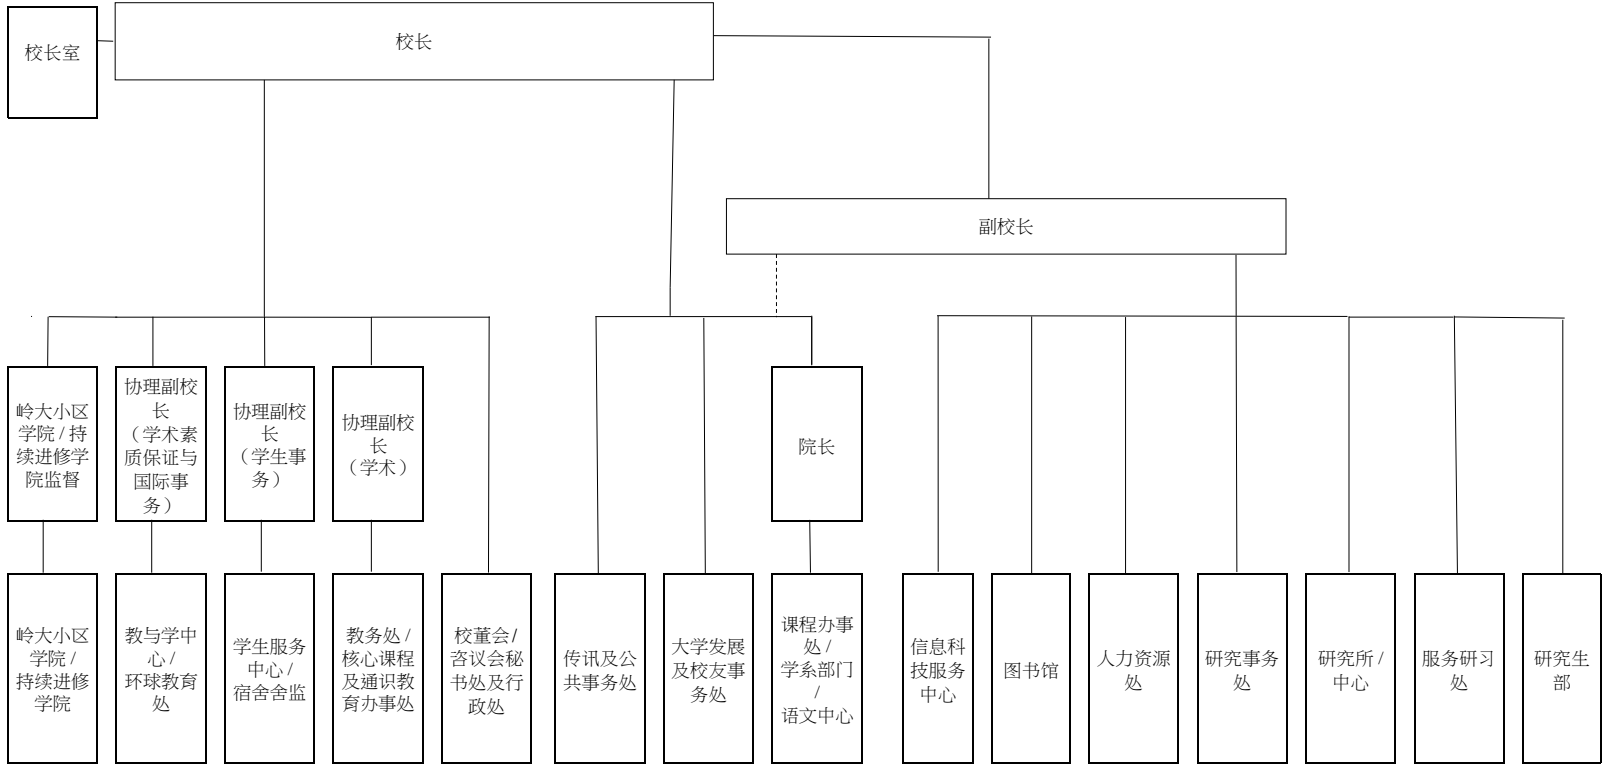 校长室
校长
副校长
岭大小区
学院 / 持
续进修学
院监督
协理副校
长
（学术素
质保证与
国际事
务）
协理副校
长
（学生事
务）
协理副校
长
（学术）
院长
岭大小区
学院 /
持续进修
学院
教与学中
心 /
环球教育
处
学生服务
中心 /
宿舍舍监
教务处 /
核心课程
及通识教
育办事处
校董会/
咨议会秘
书处及行
政处
传讯及公
共事务处
大学发展
及校友事
务处
课程办事
处 /
学系部门
/
语文中心
信息科
技服务
中心
图书馆
人力资源
处
研究事务
处
研究所 /
中心
服务研习
处
研究生
部